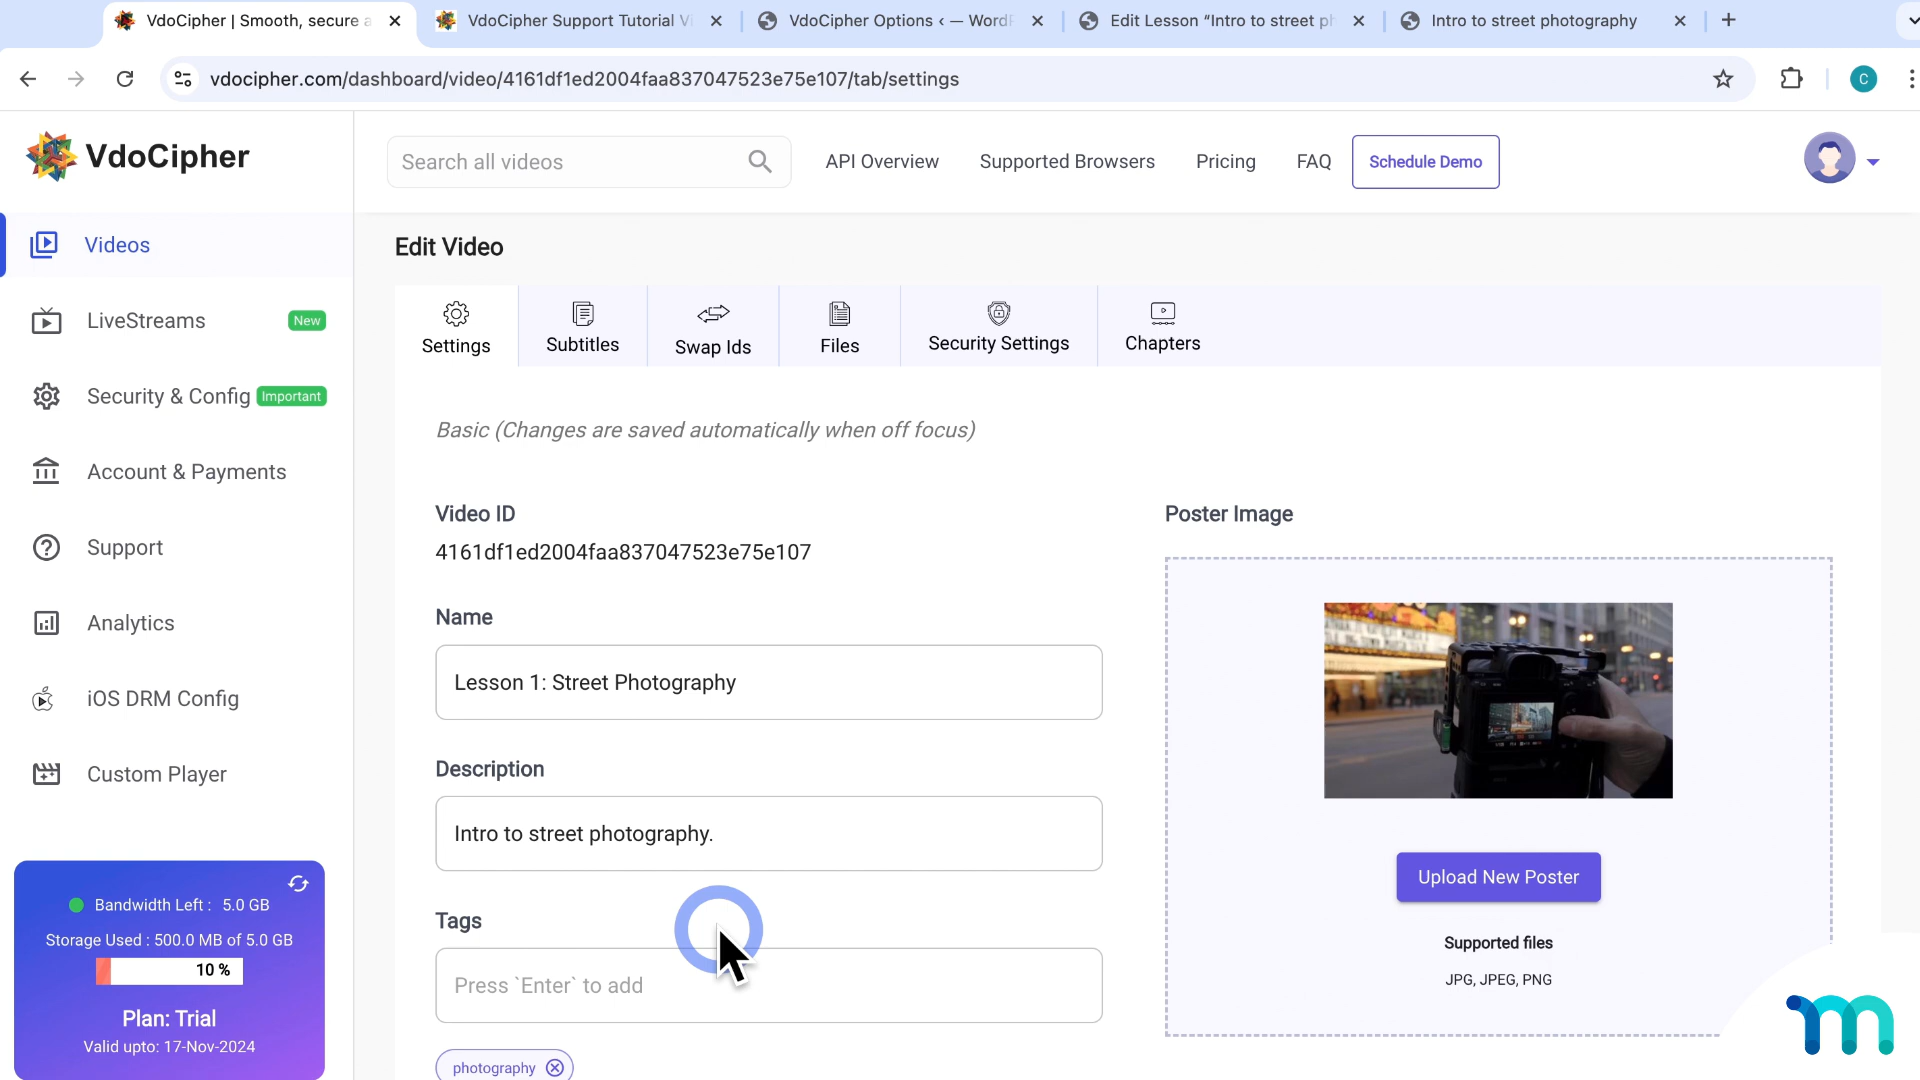 VdoCipher | Smooth, secure a
VdoCipher Support Tutorial Vi
VdoCipher Options ‹ — WordP
Edit Lesson “Intro to street ph
Intro to street photography
vdocipher.com/dashboard/video/4161df1ed2004faa837047523e75e107/tab/settings
C
VdoCipher
Search all videos
API Overview
Supported Browsers
Pricing
FAQ
Schedule Demo
Videos
LiveStreams New
Security & Config Important
Account & Payments
Support
Analytics
iOS DRM Config
Custom Player
Bandwidth Left : 5.0 GB
Storage Used : 500.0 MB of 5.0 GB
10 %
Plan: Trial
Valid upto: 17-Nov-2024
Edit Video
Settings
Subtitles
Swap Ids
Files
Security Settings
Chapters
Basic (Changes are saved automatically when off focus)
Video ID
4161df1ed2004faa837047523e75e107
Name
Lesson 1: Street Photography
Description
Intro to street photography.
Tags
Press `Enter` to add
photography
Poster Image
Upload New Poster
Supported files
JPG, JPEG, PNG
m